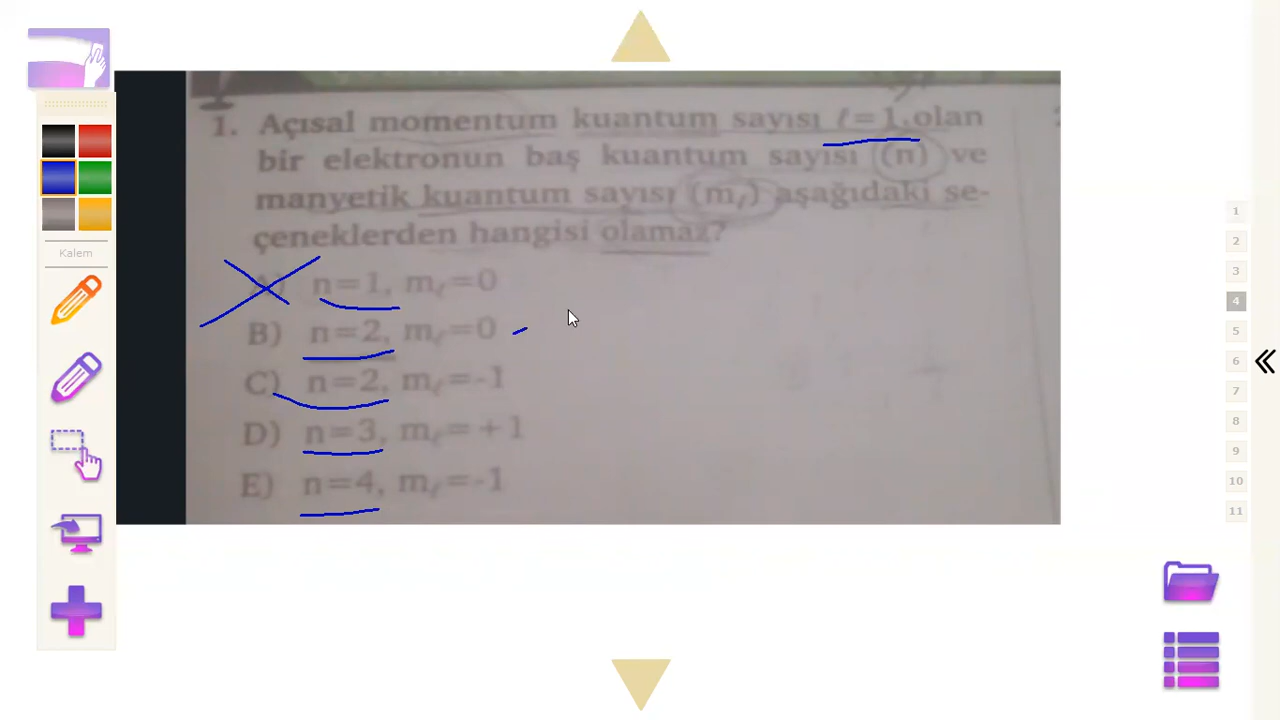 1. Açısal momentum kuantum sayısı ℓ=1 olan
bir elektronun baş kuantum sayısı (n) ve
manyetik kuantum sayısı (mℓ) aşağıdaki se-
çeneklerden hangisi olamaz?
A) n=1, mℓ=0
B) n=2, mℓ=0
C) n=2, mℓ=-1
D) n=3, mℓ=+1
E) n=4, mℓ=-1
Kalem
1
2
3
4
5
6
7
8
9
10
11